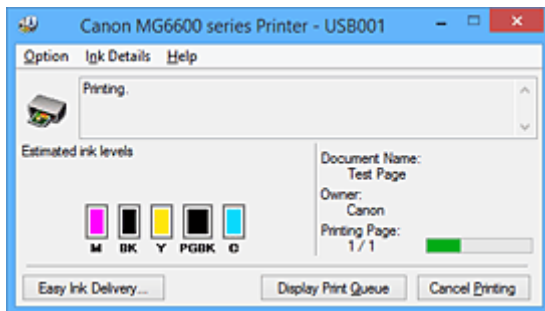 Canon MG6600 series Printer - USB001
Option Ink Details Help
Printing.
Estimated ink levels
Document Name:
Test Page
Owner:
Canon
Printing Page:
1 / 1
M BK Y PGBK C
Easy Ink Delivery... Display Print Queue Cancel Printing